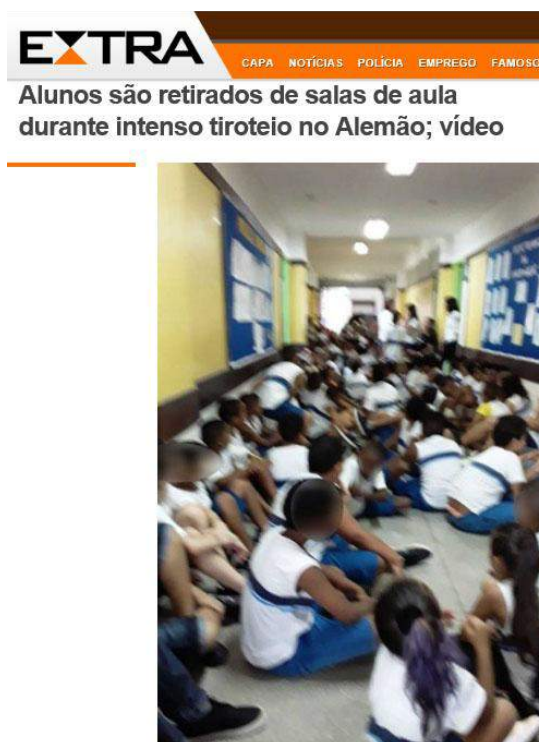 EXTRA
CAPA NOTÍCIAS POLÍCIA EMPREGO FAMOSO
Alunos são retirados de salas de aula
durante intenso tiroteio no Alemão; vídeo